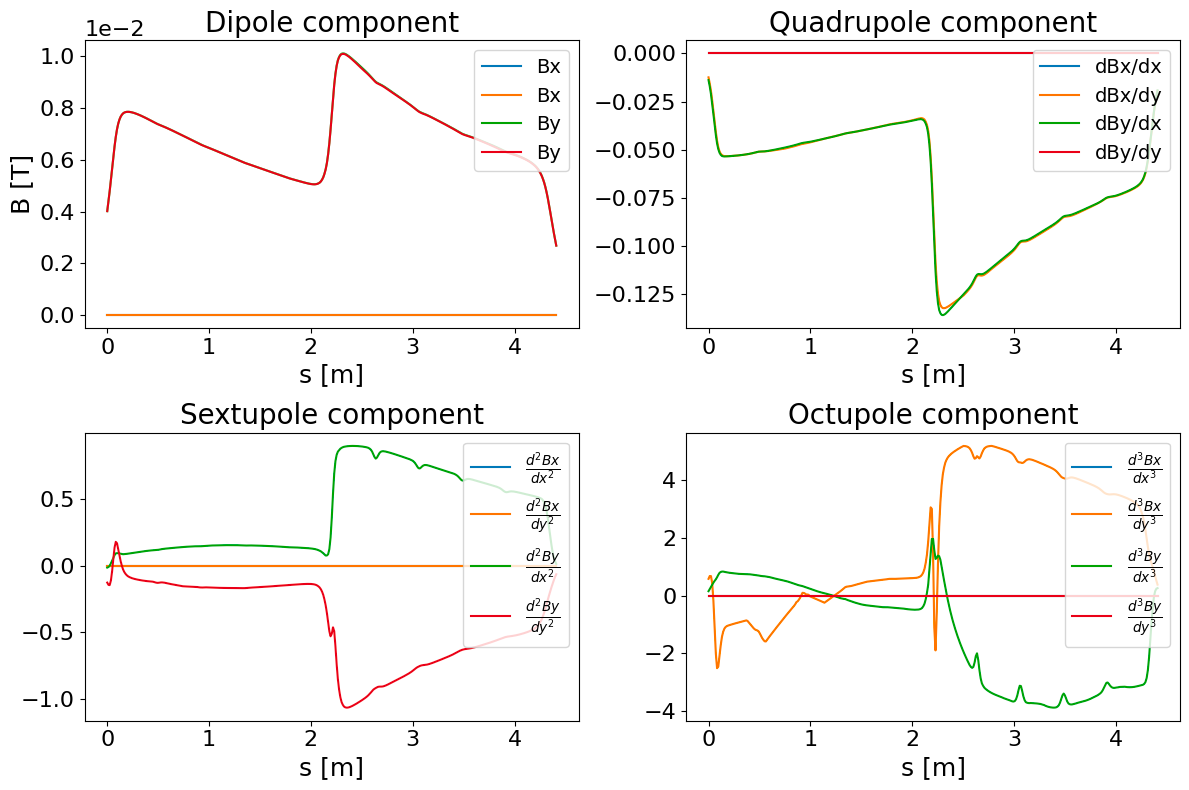 Dipole component
1e−2
1.0
0.8
0.6
0.4
0.2
0.0
B [T]
0 1 2 3 4
s [m]
Bx
Bx
By
By
Quadrupole component
0.000
−0.025
−0.050
−0.075
−0.100
−0.125
0 1 2 3 4
s [m]
dBx/dx
dBx/dy
dBy/dx
dBy/dy
Sextupole component
0.5
0.0
−0.5
−1.0
0 1 2 3 4
s [m]
d²Bx/dx²
d²Bx/dy²
d²By/dx²
d²By/dy²
Octupole component
4
2
0
−2
−4
0 1 2 3 4
s [m]
d³Bx/dx³
d³Bx/dy³
d³By/dx³
d³By/dy³